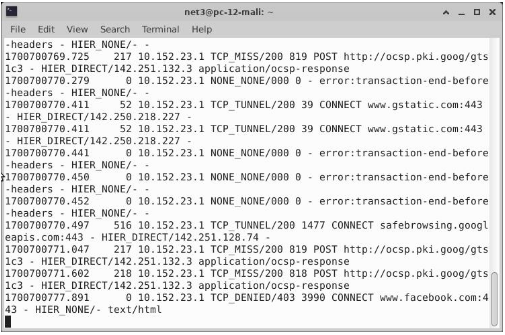 net3@pc-12-mali: ~
File Edit View Search Terminal Help
-headers - HIER_NONE/- -
1700700769.725    217 10.152.23.1 TCP_MISS/200 819 POST http://ocsp.pki.goog/gts
1c3 - HIER_DIRECT/142.251.132.3 application/ocsp-response
1700700770.279      0 10.152.23.1 NONE_NONE/000 0 - error:transaction-end-before
-headers - HIER_NONE/- -
1700700770.411     52 10.152.23.1 TCP_TUNNEL/200 39 CONNECT www.gstatic.com:443
- HIER_DIRECT/142.250.218.227 -
1700700770.411     52 10.152.23.1 TCP_TUNNEL/200 39 CONNECT www.gstatic.com:443
- HIER_DIRECT/142.250.218.227 -
1700700770.441      0 10.152.23.1 NONE_NONE/000 0 - error:transaction-end-before
-headers - HIER_NONE/- -
1700700770.450      0 10.152.23.1 NONE_NONE/000 0 - error:transaction-end-before
-headers - HIER_NONE/- -
1700700770.452      0 10.152.23.1 NONE_NONE/000 0 - error:transaction-end-before
-headers - HIER_NONE/- -
1700700770.497    516 10.152.23.1 TCP_TUNNEL/200 1477 CONNECT safebrowsing.googl
eapis.com:443 - HIER_DIRECT/142.251.128.74 -
1700700771.047    217 10.152.23.1 TCP_MISS/200 819 POST http://ocsp.pki.goog/gts
1c3 - HIER_DIRECT/142.251.132.3 application/ocsp-response
1700700771.602    218 10.152.23.1 TCP_MISS/200 818 POST http://ocsp.pki.goog/gts
1c3 - HIER_DIRECT/142.251.132.3 application/ocsp-response
1700700777.891      0 10.152.23.1 TCP_DENIED/403 3990 CONNECT www.facebook.com:4
43 - HIER_NONE/- text/html